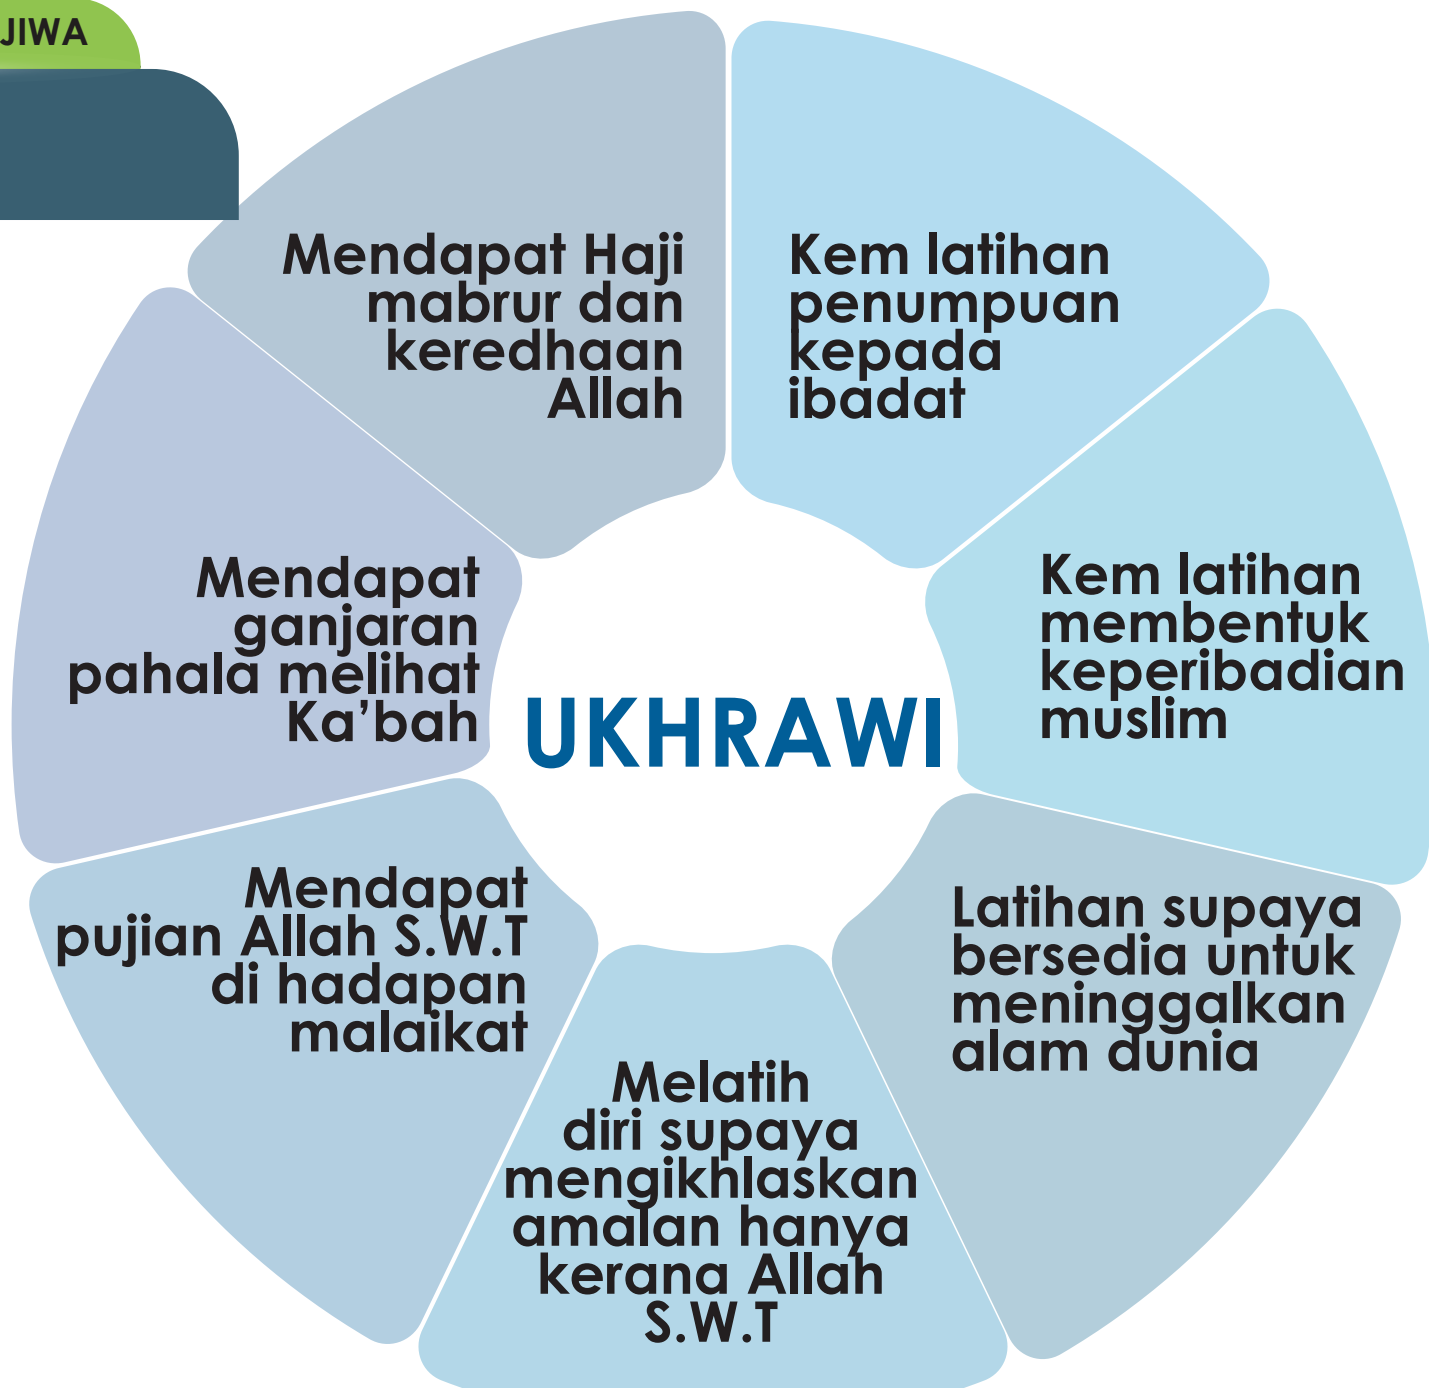 JIWA
Kem latihan
penumpuan
kepada
ibadat
Kem latihan
membentuk
keperibadian
muslim
Latihan supaya
bersedia untuk
meninggalkan
alam dunia
Melatih
diri supaya
mengikhlaskan
amalan hanya
kerana Allah
S.W.T
Mendapat
pujian Allah S.W.T
di hadapan
malaikat
Mendapat
ganjaran
pahala melihat
Ka’bah
Mendapat Haji
mabrur dan
keredhaan
Allah
UKHRAWI